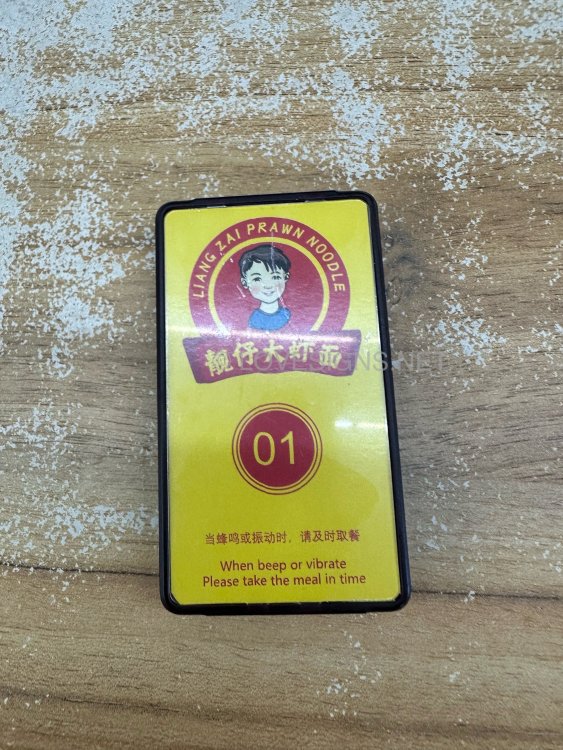 LIANG ZAI PRAWN NOODLE
靓仔大虾面
01
当蜂鸣或振动时，请及时取餐
When beep or vibrate
Please take the meal in time